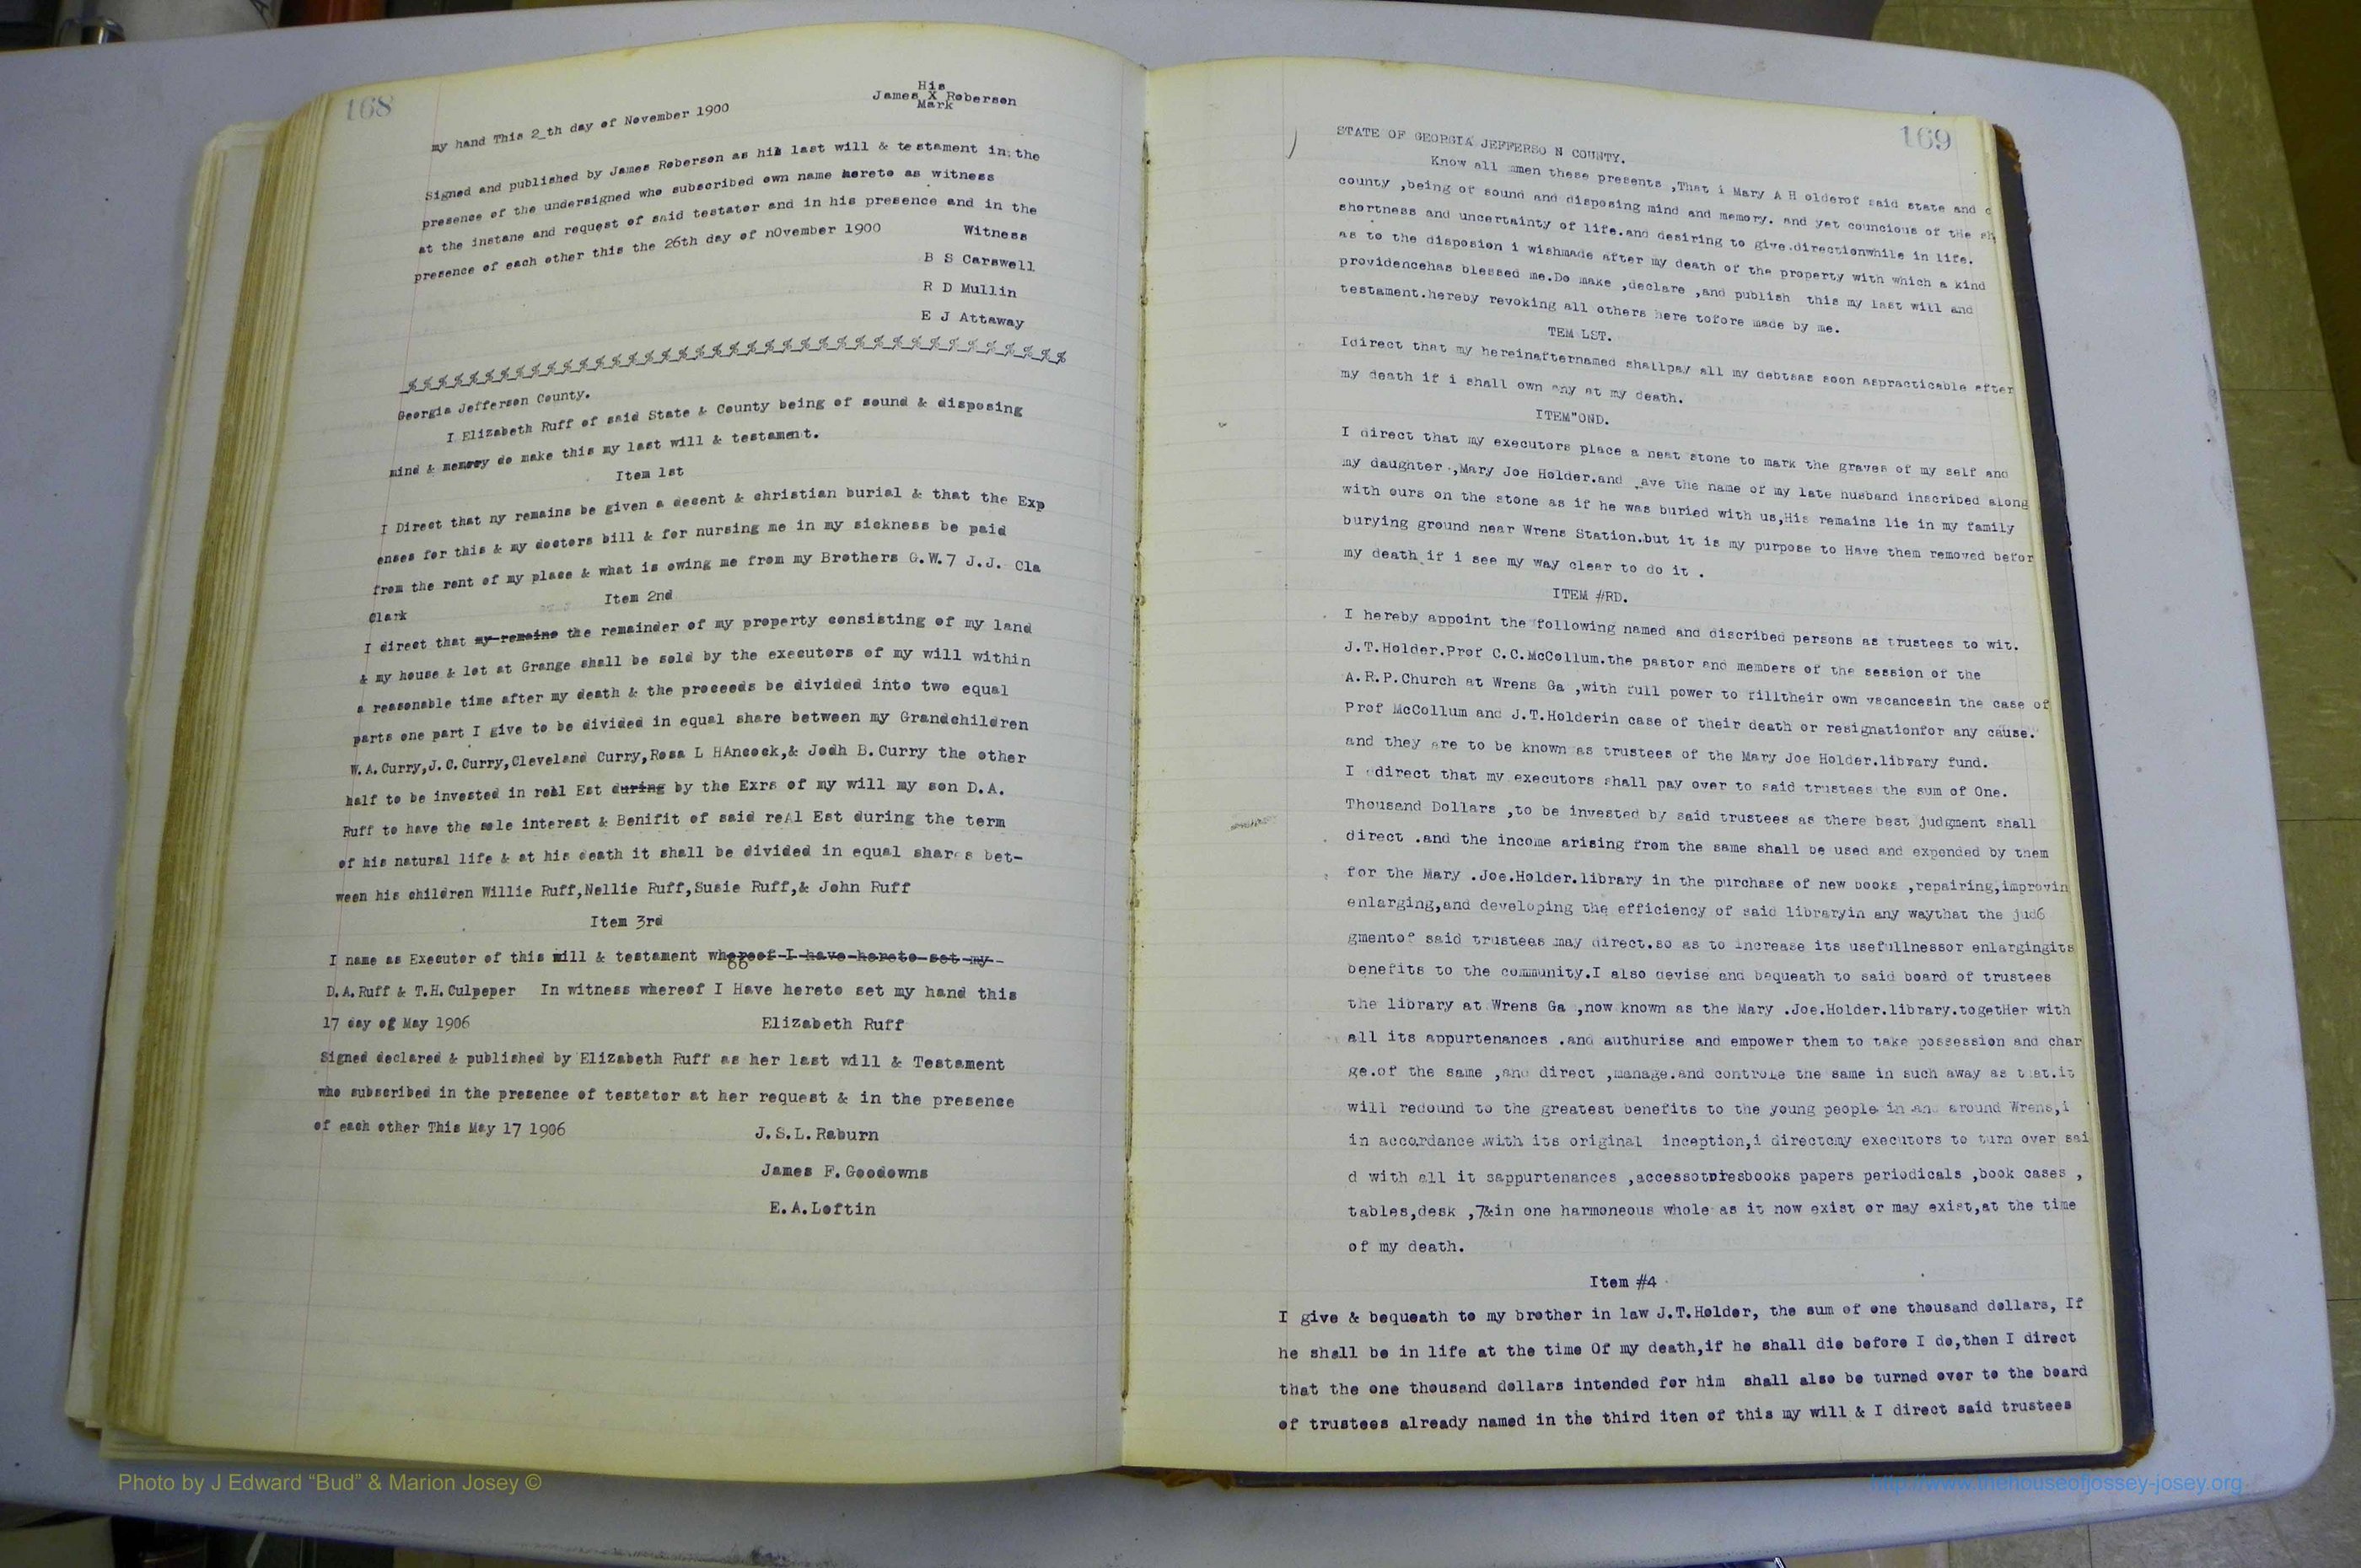 168
His
James X Roberson
Mark
my hand This 2_th day of November 1900
Signed and published by James Roberson as his last will & testament in the
presence of the undersigned who subscribed own name hereto as witness
at the instane and request of said testator and in his presence and in the
presence of each other this the 26th day of nOvember 1900
Witness
B S Carswell
R D Mullin
E J Attaway
Georgia Jefferson County.
I Elizabeth Ruff of said State & County being of sound & disposing
mind & memory do make this my last will & testament.
Item 1st
I Direct that ny remains be given a decent & christian burial & that the Exp
enses for this & my doctors bill & for nursing me in my sickness be paid
from the rent of my place & what is owing me from my Brothers G.W.7 J.J. Cla
Clark
Item 2nd
I direct that my remains the remainder of my property consisting of my land
& my house & lot at Grange shall be sold by the executors of my will within
a reasonable time after my death & the proceeds be divided into two equal
parts one part I give to be divided in equal share between my Grandchildren
W.A.Curry,J.C.Curry,Cleveland Curry,Rosa L HAncock,& Jodh B.Curry the other
half to be invested in real Est during by the Exrs of my will my son D.A.
Ruff to have the sole interest & Benifit of said reAl Est during the term
of his natural life & at his death it shall be divided in equal shares bet-
ween his children Willie Ruff,Nellie Ruff,Susie Ruff,& John Ruff
Item 3rd
I name as Executor of this will & testament whereof I have hereto set my
D.A.Ruff & T.H.Culpeper In witness whereof I Have hereto set my hand this
17 day of May 1906
Elizabeth Ruff
Signed declared & published by Elizabeth Ruff as her last will & Testament
who subscribed in the presence of testator at her request & in the presence
of each other This May 17 1906
J.S.L.Raburn
James F.Goodowns
E.A.Loftin
169
STATE OF GEORGIA JEFFERSO N COUNTY.
Know all mmen these presents ,That i Mary A H olderof said state and c
county ,being of sound and disposing mind and memory. and yet councious of tHe sh
shortness and uncertainty of life.and desiring to give.directionwhile in life.
as to the disposion i wishmade after my death of the property with which a kind
providencehas blessed me.Do make ,declare ,and publish this my last will and
testament.hereby revoking all others here tofore made by me.
TEM LST.
Idirect that my hereinafternamed shallpay all my debtsas soon aspracticable after
my death if i shall own any at my death.
ITEM"OND.
I direct that my executors place a neat stone to mark the graves of my self and
my daughter ,Mary Joe Holder.and ave the name of my late husband inscribed along
with ours on the stone as if he was buried with us,His remains lie in my family
burying ground near Wrens Station.but it is my purpose to Have them removed befor
my death if i see my way clear to do it .
ITEM #RD.
I hereby appoint the following named and discribed persons as trustees to wit.
J.T.Holder.Prof C.C.McCollum.the pastor and members of the session of the
A.R.P.Church at Wrens Ga ,with full power to filltheir own vacancesin the case of
Prof McCollum and J.T.Holderin case of their death or resignationfor any cause.
and they are to be known as trustees of the Mary Joe Holder.library fund.
I direct that my executors shall pay over to said trustees the sum of One.
Thousand Dollars ,to be invested by said trustees as there best judgment shall
direct .and the income arising from the same shall be used and expended by them
for the Mary .Joe.Holder.library in the purchase of new books ,repairing,improvin
enlarging,and developing the efficiency of said libraryin any waythat the jud6
gmentof said trustees may direct.so as to increase its usefullnessor enlargingits
benefits to the community.I also devise and bequeath to said board of trustees
the library at Wrens Ga ,now known as the Mary .Joe.Holder.library.togetHer with
all its appurtenances .and authurise and empower them to take possession and char
ge.of the same ,and direct ,manage.and controle the same in such away as that.it
will redound to the greatest benefits to the young people in and around Wrens,i
in accordance with its original inception,i directomy executors to turn over sai
d with all it sappurtenances ,accessotoiresbooks papers periodicals ,book cases ,
tables,desk ,7&in one harmoneous whole as it now exist or may exist,at the time
of my death.
Item #4
I give & bequeath to my brother in law J.T.Holder, the sum of one thousand dollars, If
he shall be in life at the time Of my death,if he shall die before I do,then I direct
that the one thousand dollars intended for him shall also be turned over to the board
of trustees already named in the third iten of this my will & I direct said trustees
Photo by J Edward “Bud” & Marion Josey ©
http://www.thehouseofjossey-josey.org